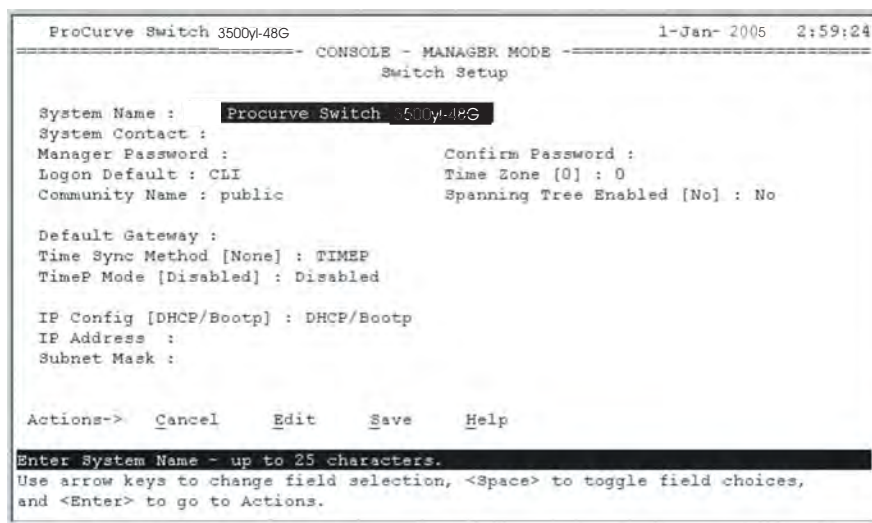 ProCurve Switch 3500yl-48G 1-Jan- 2005 2:59:24
===========================- CONSOLE - MANAGER MODE -============================
Switch Setup
System Name : Procurve Switch 3500yl-48G
System Contact :
Manager Password : Confirm Password :
Logon Default : CLI Time Zone [0] : 0
Community Name : public Spanning Tree Enabled [No] : No
Default Gateway :
Time Sync Method [None] : TIMEP
TimeP Mode [Disabled] : Disabled
IP Config [DHCP/Bootp] : DHCP/Bootp
IP Address :
Subnet Mask :
Actions-> Cancel Edit Save Help
Enter System Name - up to 25 characters.
Use arrow keys to change field selection, <Space> to toggle field choices,
and <Enter> to go to Actions.